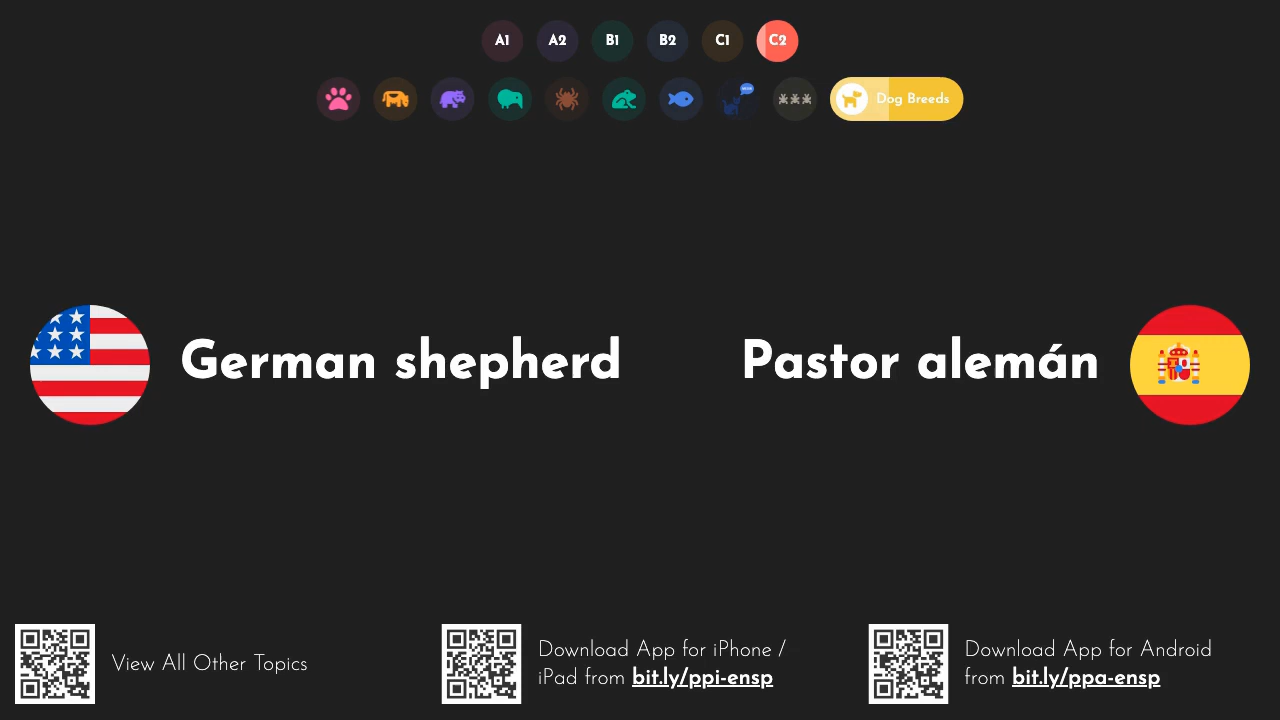 A1 A2 B1 B2 C1 C2
Dog Breeds
German shepherd
Pastor alemán
View All Other Topics
Download App for iPhone /
iPad from bit.ly/ppi-ensp
Download App for Android
from bit.ly/ppa-ensp